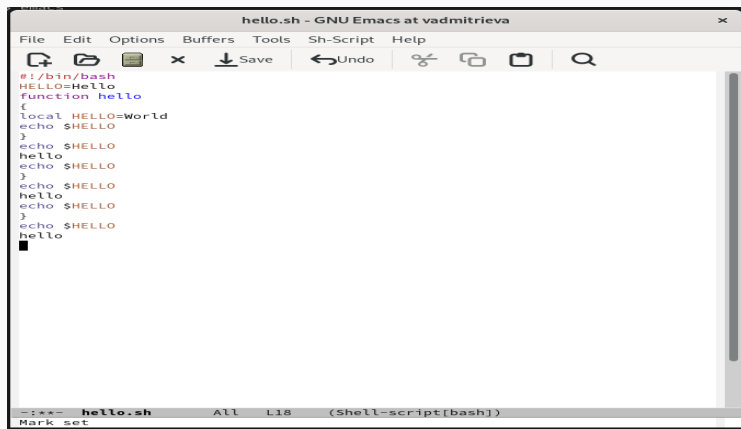 hello.sh - GNU Emacs at vadmitrieva
File Edit Options Buffers Tools Sh-Script Help
Save Undo
#!/bin/bash
HELLO=Hello
function hello
{
local HELLO=World
echo $HELLO
}
echo $HELLO
hello
echo $HELLO
}
echo $HELLO
hello
echo $HELLO
}
echo $HELLO
hello
-:**- hello.sh All L18 (Shell-script[bash])
Mark set